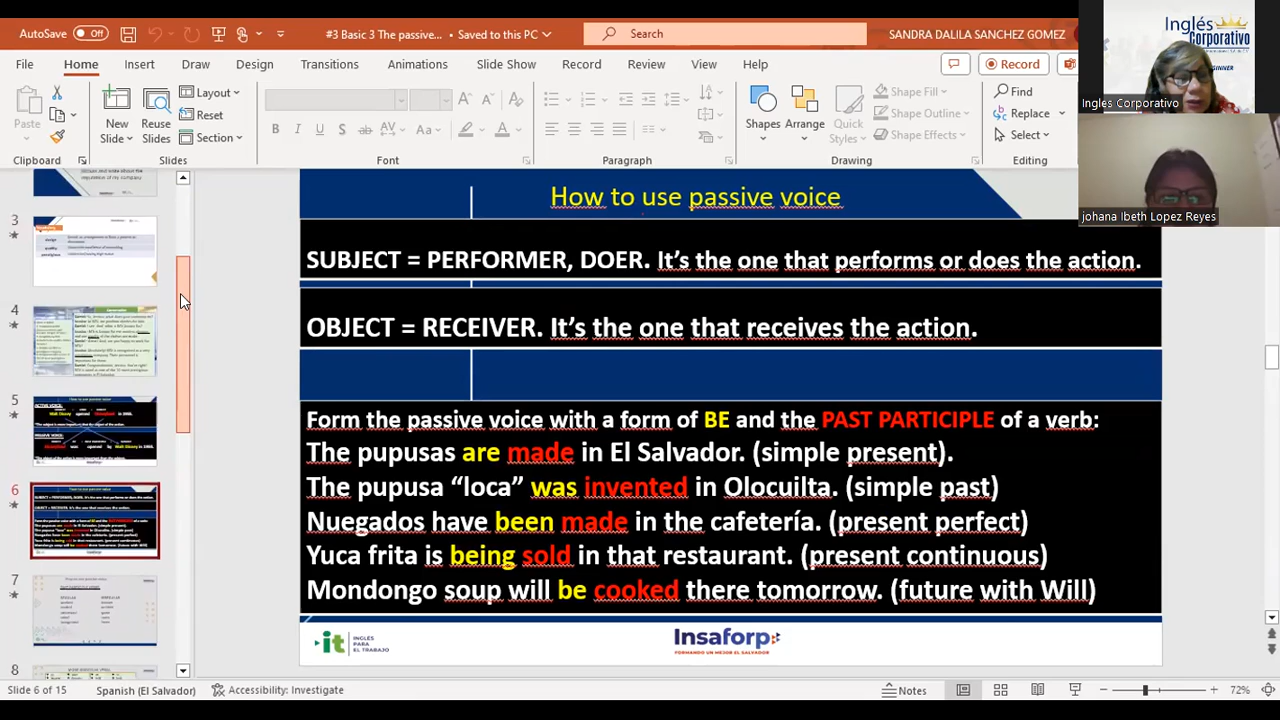 AutoSave Off #3 Basic 3 The passive... • Saved to this PC Search SANDRA DALILA SANCHEZ GOMEZ
File Home Insert Draw Design Transitions Animations Slide Show Record Review View Help Record
Paste New Slide Reuse Slides Layout Reset Section Shapes Arrange Quick Styles Shape Fill Shape Outline Shape Effects Find Replace Select
Clipboard Slides Font Paragraph Drawing Editing
Inglés Corporativo
Inglés Corporativo
johana Ibeth Lopez Reyes
3
4
5
6
7
8
How to use passive voice
SUBJECT = PERFORMER, DOER. It's the one that performs or does the action.
OBJECT = RECEIVER. It's the one that receives the action.
Form the passive voice with a form of BE and the PAST PARTICIPLE of a verb:
The pupusas are made in El Salvador. (simple present).
The pupusa “loca” was invented in Olocuilta. (simple past)
Nuegados have been made in the cafetería. (present perfect)
Yuca frita is being sold in that restaurant. (present continuous)
Mondongo soup will be cooked there tomorrow. (future with Will)
it INGLÉS PARA EL TRABAJO
Insaforp
FORMANDO UN MEJOR EL SALVADOR
Slide 6 of 15 Spanish (El Salvador) Accessibility: Investigate Notes 72%